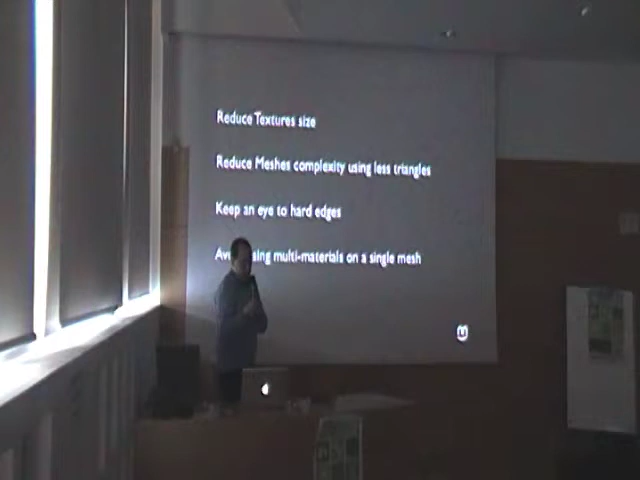 Reduce Textures size
Reduce Meshes complexity using less triangles
Keep an eye to hard edges
multi-materials on a single mesh